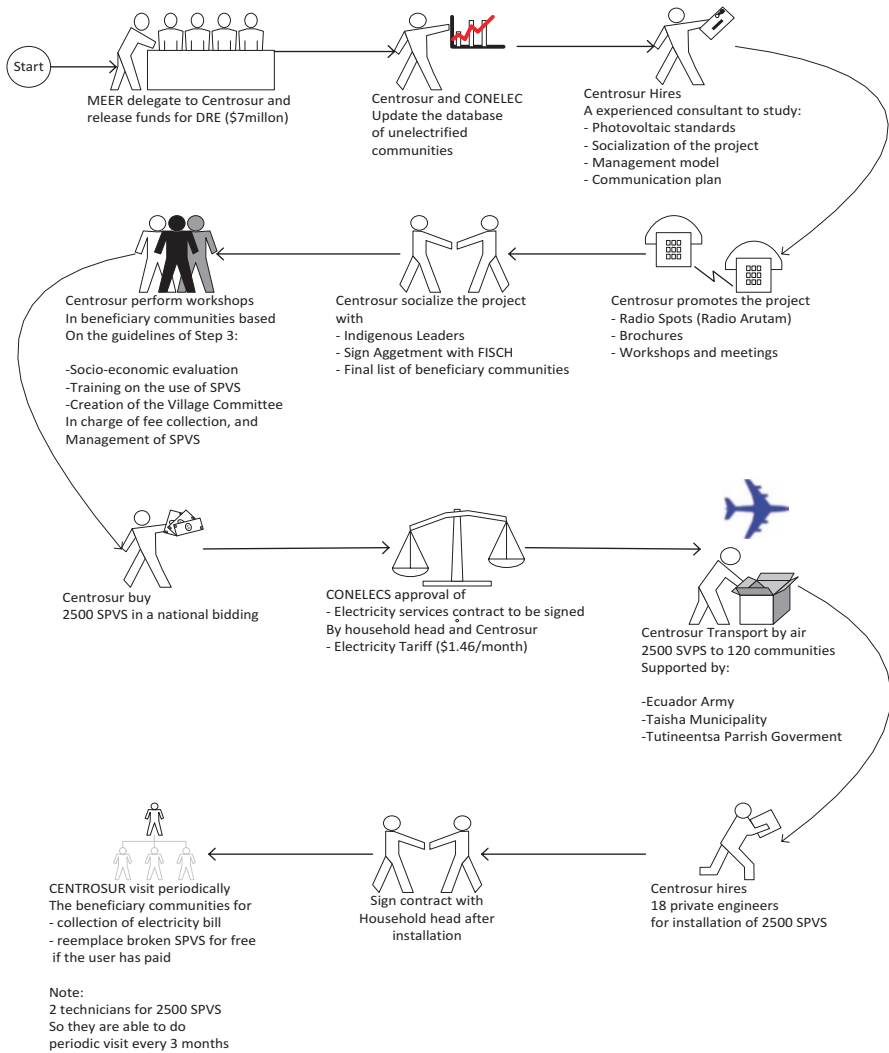 Start
MEER delegate to Centrosur and
release funds for DRE ($7millon)
Centrosur and CONELEC
Update the database
of unelectrified
communities
Centrosur Hires
A experienced consultant to study:
- Photovoltaic standards
- Socialization of the project
- Management model
- Communication plan
Centrosur promotes the project
- Radio Spots (Radio Arutam)
- Brochures
- Workshops and meetings
Centrosur socialize the project
with
- Indigenous Leaders
- Sign Aggetment with FISCH
- Final list of beneficiary communities
Centrosur perform workshops
In beneficiary communities based
On the guidelines of Step 3:
-Socio-economic evaluation
-Training on the use of SPVS
-Creation of the Village Committee
In charge of fee collection, and
Management of SPVS
Centrosur buy
2500 SPVS in a national bidding
CONELECS approval of
- Electricity services contract to be signed
By household head and Centrosur
- Electricity Tariff ($1.46/month)
Centrosur Transport by air
2500 SVPS to 120 communities
Supported by:
-Ecuador Army
-Taisha Municipality
-Tutineentsa Parrish Goverment
Centrosur hires
18 private engineers
for installation of 2500 SPVS
Sign contract with
Household head after
installation
CENTROSUR visit periodically
The beneficiary communities for
- collection of electricity bill
- reemplace broken SPVS for free
if the user has paid
Note:
2 technicians for 2500 SPVS
So they are able to do
periodic visit every 3 months